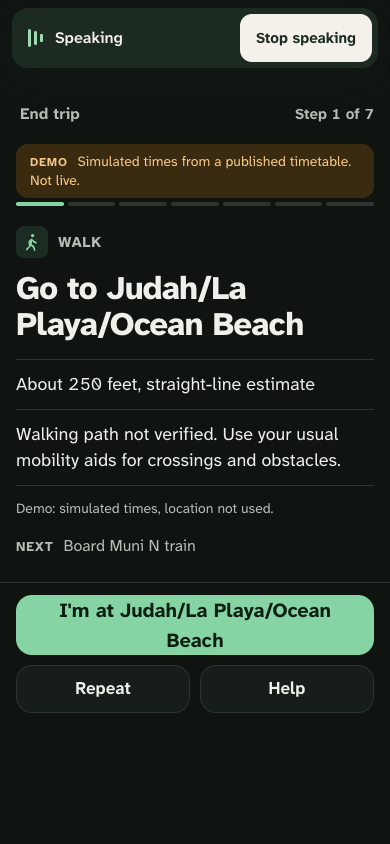 Speaking
Stop speaking
End trip
Step 1 of 7
DEMO Simulated times from a published timetable.
Not live.
WALK
Go to Judah/La
Playa/Ocean Beach
About 250 feet, straight-line estimate
Walking path not verified. Use your usual
mobility aids for crossings and obstacles.
Demo: simulated times, location not used.
NEXT Board Muni N train
I'm at Judah/La Playa/Ocean
Beach
Repeat
Help